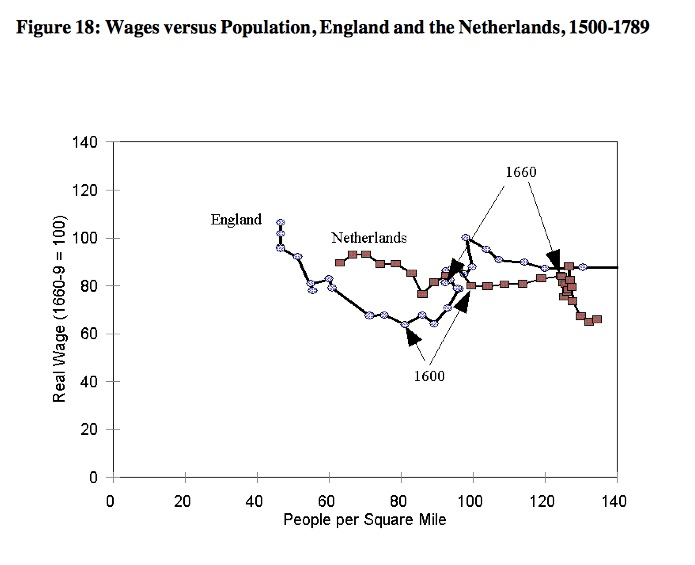 Figure 18: Wages versus Population, England and the Netherlands, 1500-1789
140
120
100
80
60
40
20
0
Real Wage (1660-9 = 100)
England
Netherlands
1660
1600
0 20 40 60 80 100 120 140
People per Square Mile